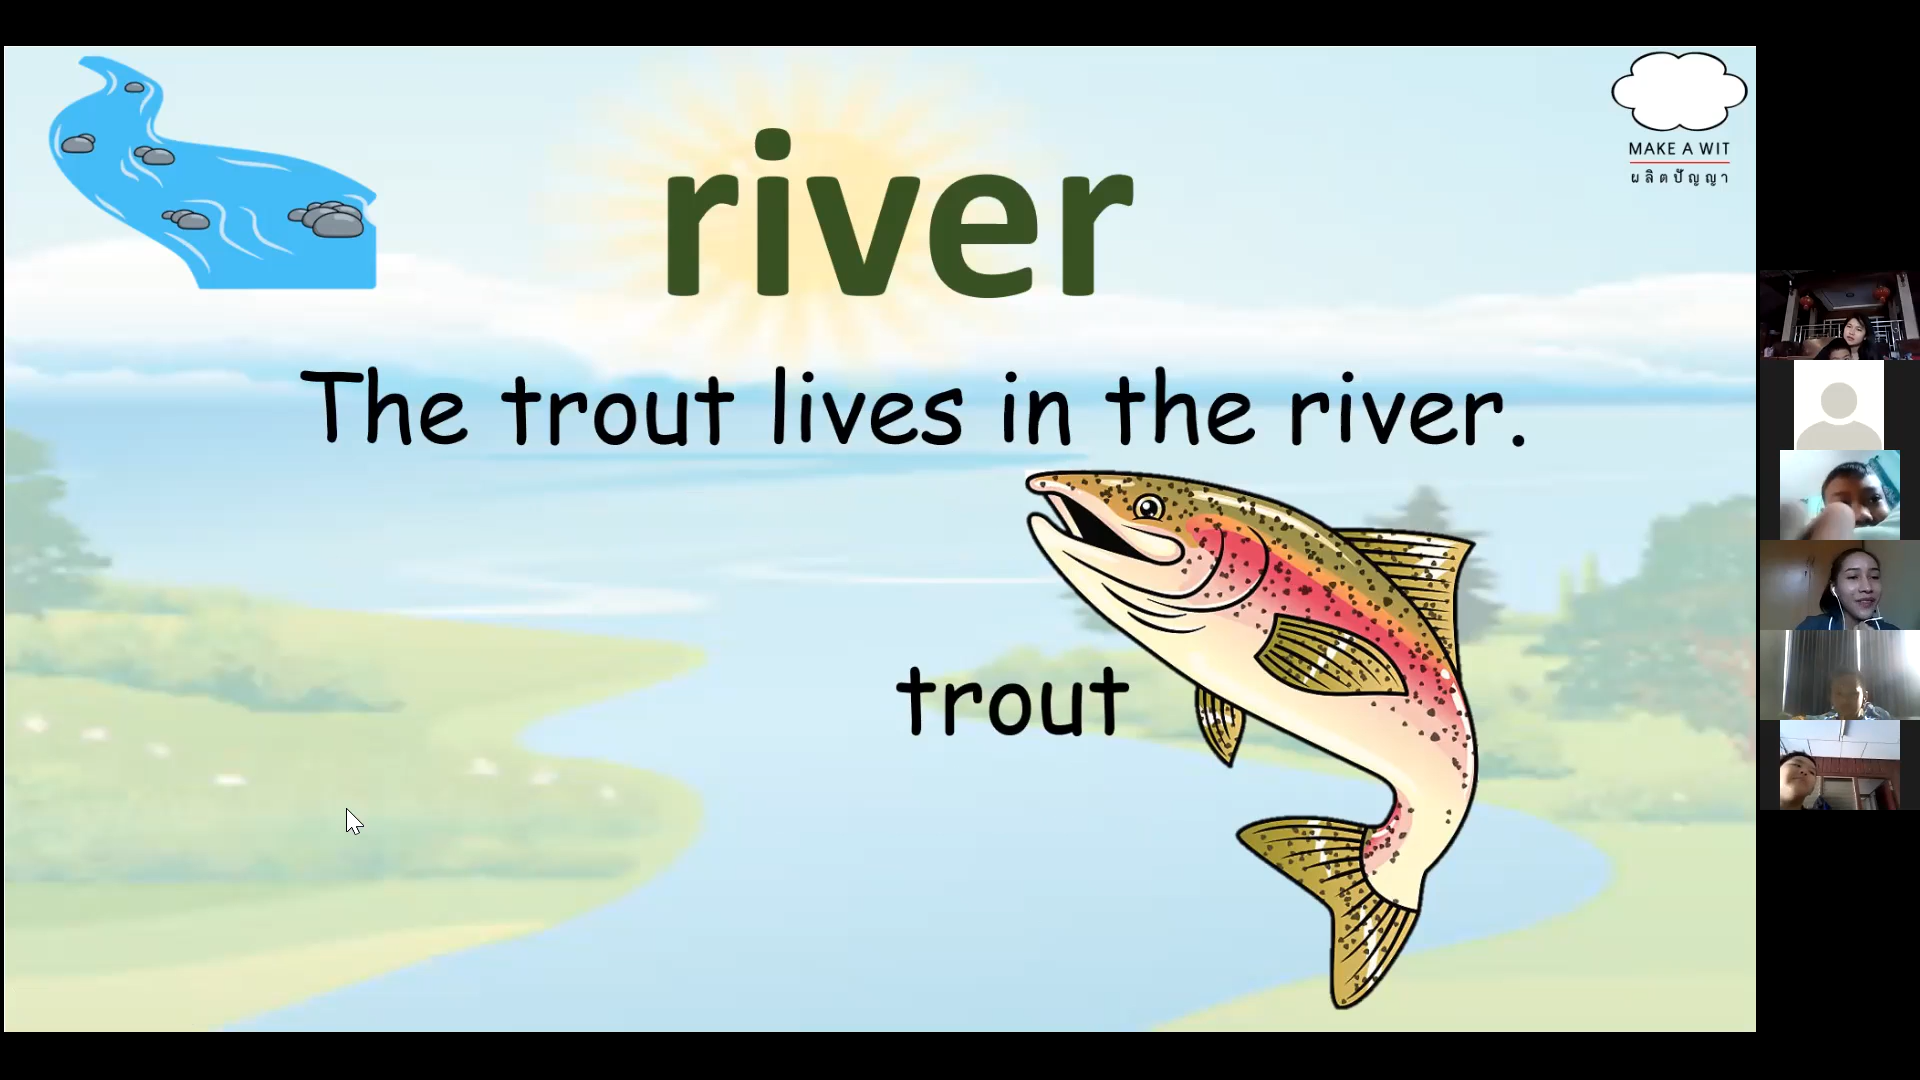 MAKE A WIT
ผลิตปัญญา
river
The trout lives in the river.
trout